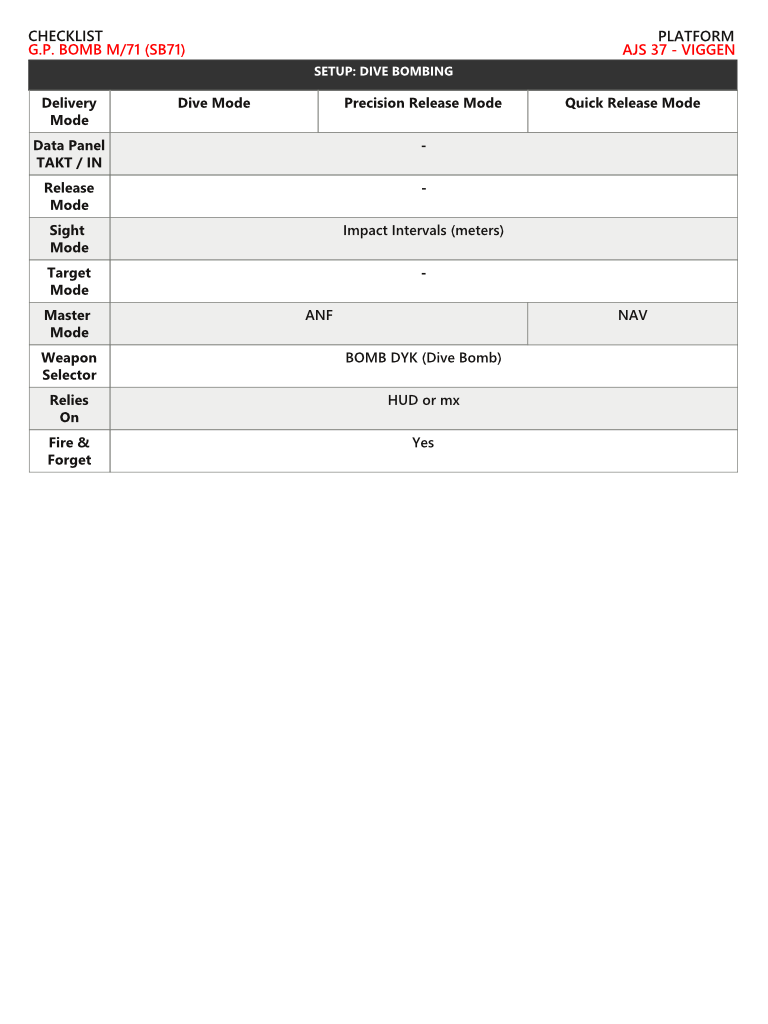 CHECKLIST
PLATFORM
G.P. BOMB M/71 (SB71)
AJS 37 - VIGGEN
SETUP: DIVE BOMBING
Delivery
Mode
Dive Mode
Precision Release Mode
Quick Release Mode
Data Panel
TAKT / IN
-
Release
Mode
-
Sight
Mode
Impact Intervals (meters)
Target
Mode
-
Master
Mode
ANF
NAV
Weapon
Selector
BOMB DYK (Dive Bomb)
Relies
On
HUD or mx
Fire &
Forget
Yes